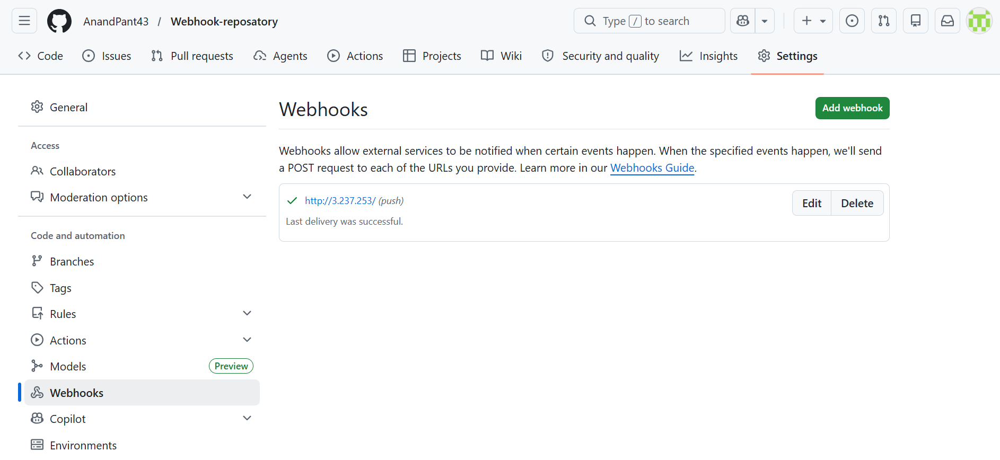 AnandPant43 / Webhook-reposatory
Type / to search
Code Issues Pull requests Agents Actions Projects Wiki Security and quality Insights Settings
General
Access
Collaborators
Moderation options
Code and automation
Branches
Tags
Rules
Actions
Models Preview
Webhooks
Copilot
Environments
Webhooks
Add webhook
Webhooks allow external services to be notified when certain events happen. When the specified events happen, we'll send
a POST request to each of the URLs you provide. Learn more in our Webhooks Guide.
http://3.237.253/ (push)
Edit Delete
Last delivery was successful.